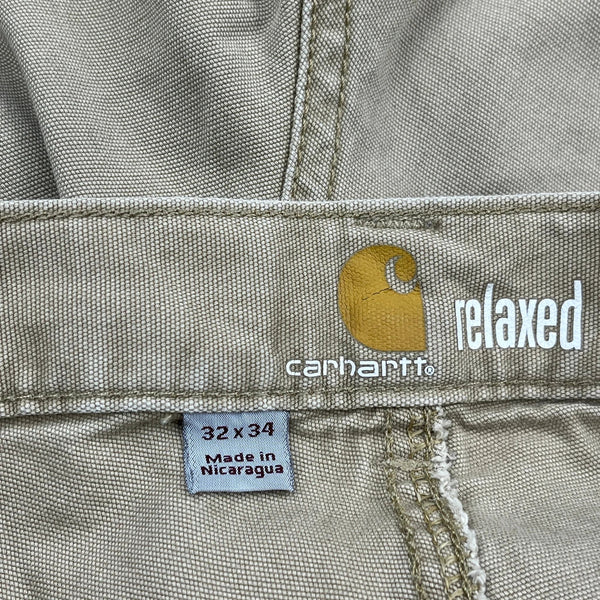 relaxed
carhartt®
32 x 34
Made in
Nicaragua